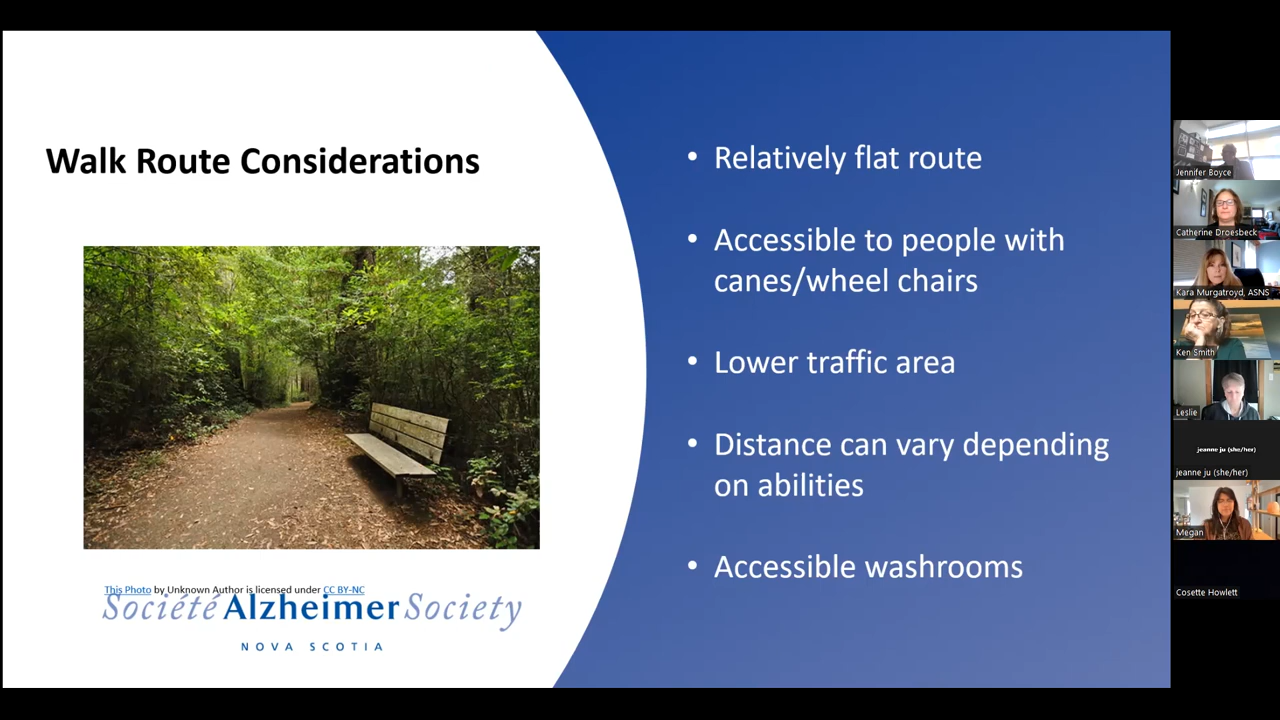 Walk Route Considerations
This Photo by Unknown Author is licensed under CC BY-NC
Société Alzheimer Society
NOVA SCOTIA
• Relatively flat route
• Accessible to people with
canes/wheel chairs
• Lower traffic area
• Distance can vary depending
on abilities
• Accessible washrooms
Jennifer Boyce
Catherine Droesbeck
Kara Murgatroyd, ASNS
Ken Smith
Leslie
jeanne ju (she/her)
jeanne ju (she/her)
Megan
Cosette Howlett